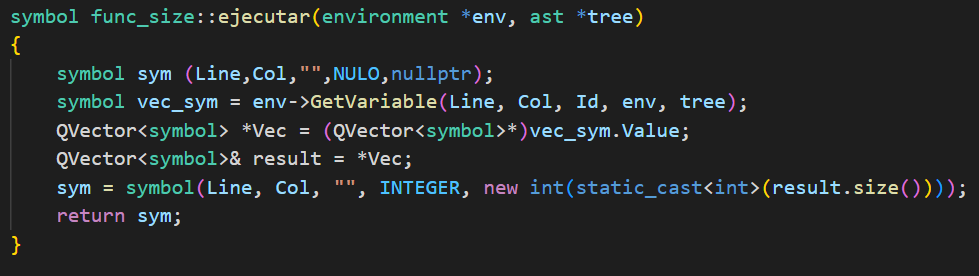 symbol func_size::ejecutar(environment *env, ast *tree)
{
    symbol sym (Line,Col,"",NULO,nullptr);
    symbol vec_sym = env->GetVariable(Line, Col, Id, env, tree);
    QVector<symbol> *Vec = (QVector<symbol>*)vec_sym.Value;
    QVector<symbol>& result = *Vec;
    sym = symbol(Line, Col, "", INTEGER, new int(static_cast<int>(result.size())));
    return sym;
}